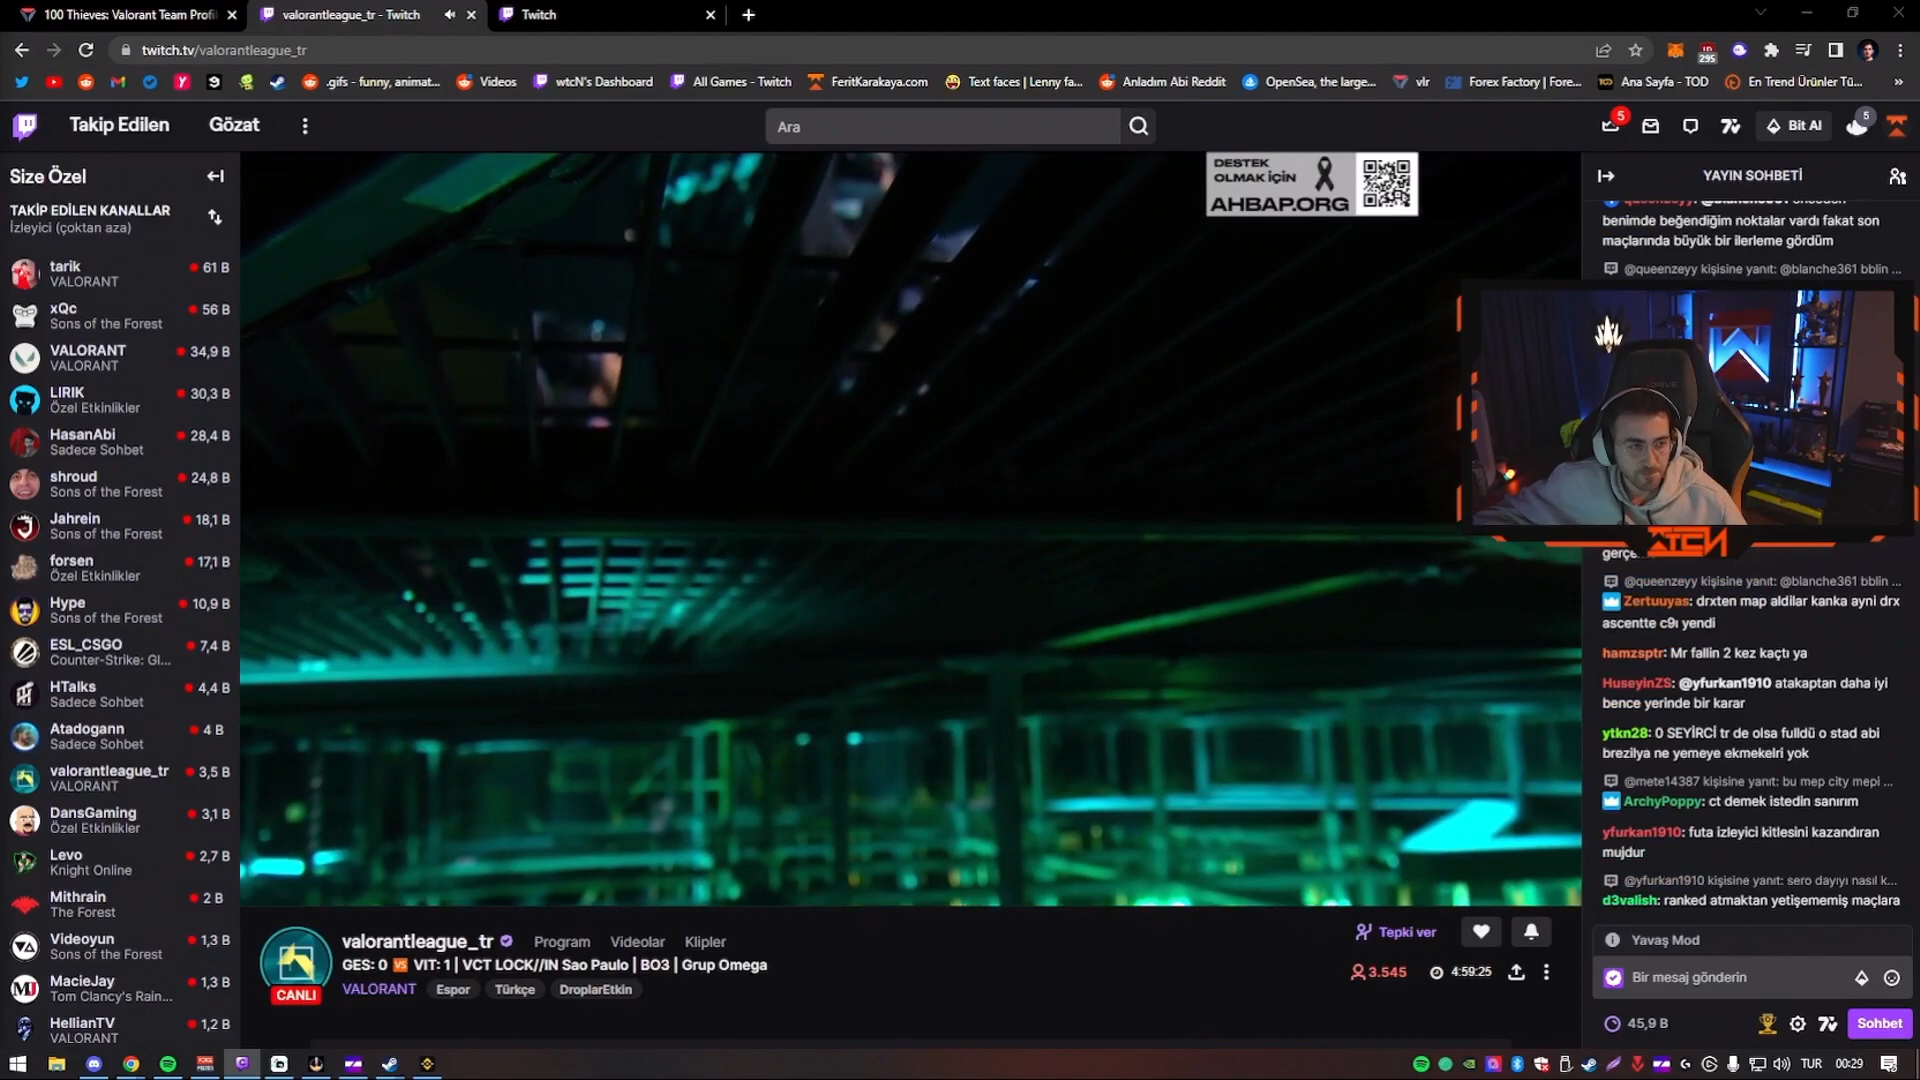 100 Thieves: Valorant Team Profi
valorantleague_tr - Twitch
Twitch
twitch.tv/valorantleague_tr
295
.gifs - funny, animat...
Videos
wtcN's Dashboard
All Games - Twitch
FeritKarakaya.com
Text faces | Lenny fa...
Anladım Abi Reddit
OpenSea, the large...
vlr
Forex Factory | Fore...
Ana Sayfa - TOD
En Trend Ürünler Tü...
Takip Edilen
Gözat
Ara
5
Bit Al
5
Size Özel
TAKİP EDİLEN KANALLAR
İzleyici (çoktan aza)
tarik
61 B
VALORANT
xQc
56 B
Sons of the Forest
VALORANT
34,9 B
VALORANT
LIRIK
30,3 B
Özel Etkinlikler
HasanAbi
28,4 B
Sadece Sohbet
shroud
24,8 B
Sons of the Forest
Jahrein
18,1 B
Sons of the Forest
forsen
17,1 B
Özel Etkinlikler
Hype
10,9 B
Sons of the Forest
ESL_CSGO
7,4 B
Counter-Strike: Gl...
HTalks
4,4 B
Sadece Sohbet
Atadogann
4 B
Sadece Sohbet
valorantleague_tr
3,5 B
VALORANT
DansGaming
3,1 B
Özel Etkinlikler
Levo
2,7 B
Knight Online
Mithrain
2 B
The Forest
Videoyun
1,3 B
Sons of the Forest
MacieJay
1,3 B
Tom Clancy's Rain...
HellianTV
1,2 B
VALORANT
DESTEK
OLMAK İÇİN
AHBAP.ORG
YAYIN SOHBETİ
benimde beğendiğim noktalar vardı fakat son
maçlarında büyük bir ilerleme gördüm
@queenzeyy kişisine yanıt: @blanche361 bblin ...
@queenzeyy kişisine yanıt: @blanche361 bblin ...
Zertuuyas: drxten map aldilar kanka ayni drx
ascentte c9ı yendi
hamzsptr: Mr fallin 2 kez kaçtı ya
HuseyinZS: @yfurkan1910 atakaptan daha iyi
bence yerinde bir karar
ytkn28: 0 SEYİRCİ tr de olsa fulldü o stad abi
brezilya ne yemeye ekmekelri yok
@mete14387 kişisine yanıt: bu mep city mepi ...
ArchyPoppy: ct demek istedin sanırım
yfurkan1910: futa izleyici kitlesini kazandıran
mujdur
@yfurkan1910 kişisine yanıt: sero dayıyı nasıl k...
d3valish: ranked atmaktan yetişememiş maçlara
Yavaş Mod
Bir mesaj gönderin
45,9 B
Sohbet
valorantleague_tr
Program
Videolar
Klipler
GES: 0 VS VIT: 1 | VCT LOCK//IN Sao Paulo | BO3 | Grup Omega
VALORANT
Espor
Türkçe
DroplarEtkin
CANLI
Tepki ver
3.545
4:59:25
TUR
00:29